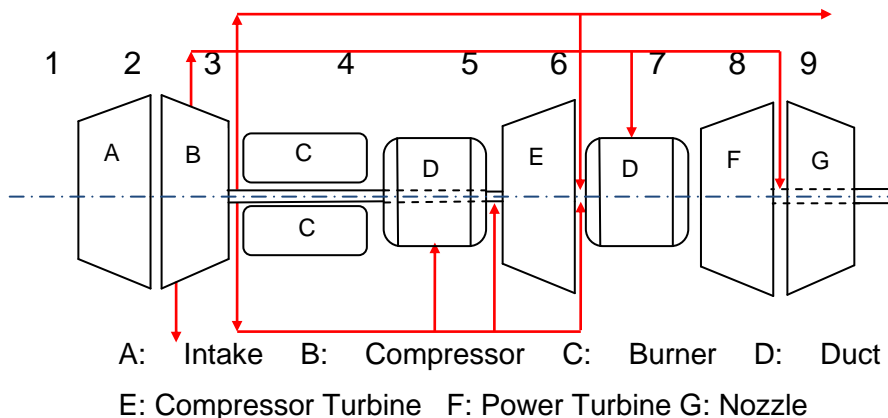 1 2 3 4 5 6 7 8 9
A B C D E D F G
C
A: Intake B: Compressor C: Burner D: Duct
E: Compressor Turbine F: Power Turbine G: Nozzle